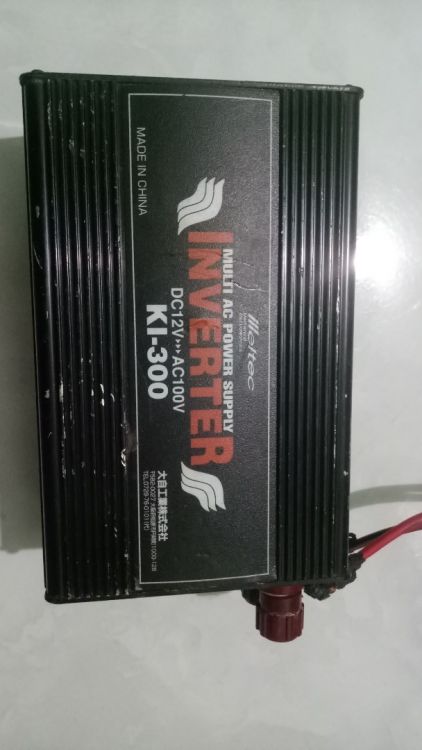 Meltec
MULTI AC POWER SUPPLY
INVERTER
DC12V AC100V
KI-300
MADE IN CHINA
大自工業株式会社